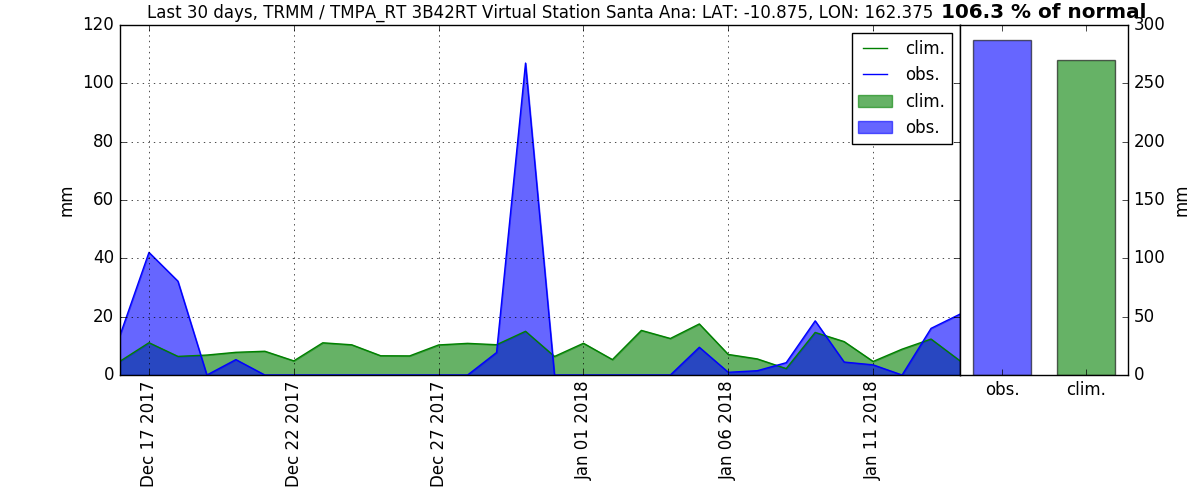 Last 30 days, TRMM / TMPA_RT 3B42RT Virtual Station Santa Ana: LAT: -10.875, LON: 162.375
106.3 % of normal
120
100
80
60
40
20
0
mm
clim.
obs.
clim.
obs.
300
250
200
150
100
50
0
mm
obs.
clim.
Dec 17 2017
Dec 22 2017
Dec 27 2017
Jan 01 2018
Jan 06 2018
Jan 11 2018